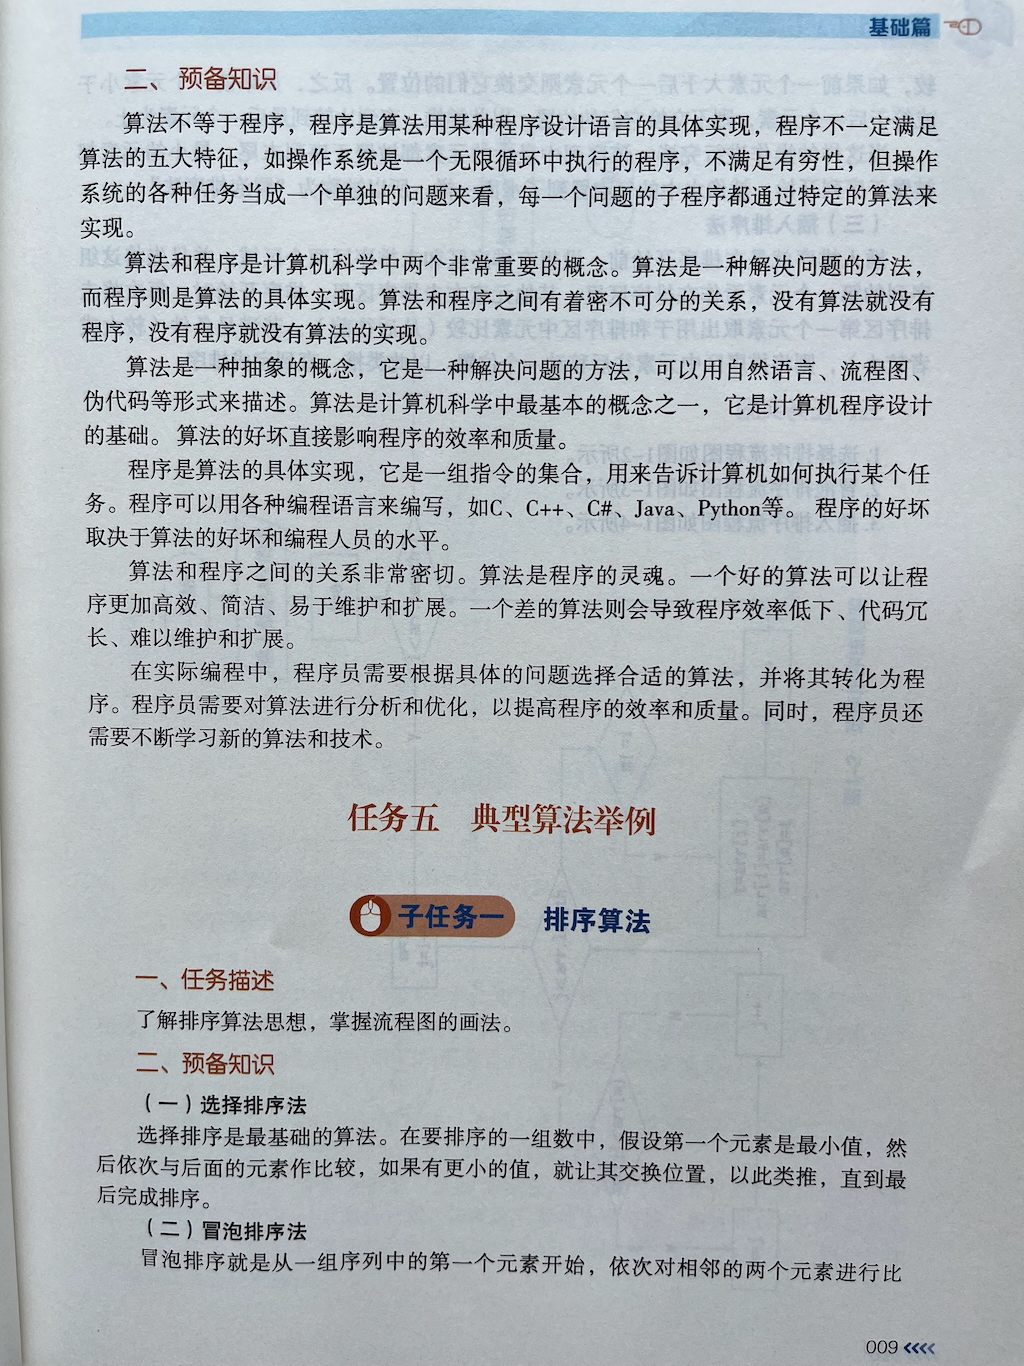 基础篇
二、预备知识
算法不等于程序，程序是算法用某种程序设计语言的具体实现，程序不一定满足
算法的五大特征，如操作系统是一个无限循环中执行的程序，不满足有穷性，但操作
系统的各种任务当成一个单独的问题来看，每一个问题的子程序都通过特定的算法来
实现。
算法和程序是计算机科学中两个非常重要的概念。算法是一种解决问题的方法，
而程序则是算法的具体实现。算法和程序之间有着密不可分的关系，没有算法就没有
程序，没有程序就没有算法的实现。
算法是一种抽象的概念，它是一种解决问题的方法，可以用自然语言、流程图、
伪代码等形式来描述。算法是计算机科学中最基本的概念之一，它是计算机程序设计
的基础。 算法的好坏直接影响程序的效率和质量。
程序是算法的具体实现，它是一组指令的集合，用来告诉计算机如何执行某个任
务。程序可以用各种编程语言来编写，如C、C++、C#、Java、Python等。 程序的好坏
取决于算法的好坏和编程人员的水平。
算法和程序之间的关系非常密切。算法是程序的灵魂。一个好的算法可以让程
序更加高效、简洁、易于维护和扩展。一个差的算法则会导致程序效率低下、代码冗
长、难以维护和扩展。
在实际编程中，程序员需要根据具体的问题选择合适的算法，并将其转化为程
序。程序员需要对算法进行分析和优化，以提高程序的效率和质量。同时，程序员还
需要不断学习新的算法和技术。
任务五 典型算法举例
子任务一 排序算法
一、任务描述
了解排序算法思想，掌握流程图的画法。
二、预备知识
（一）选择排序法
选择排序是最基础的算法。在要排序的一组数中，假设第一个元素是最小值，然
后依次与后面的元素作比较，如果有更小的值，就让其交换位置，以此类推，直到最
后完成排序。
（二）冒泡排序法
冒泡排序就是从一组序列中的第一个元素开始，依次对相邻的两个元素进行比
009